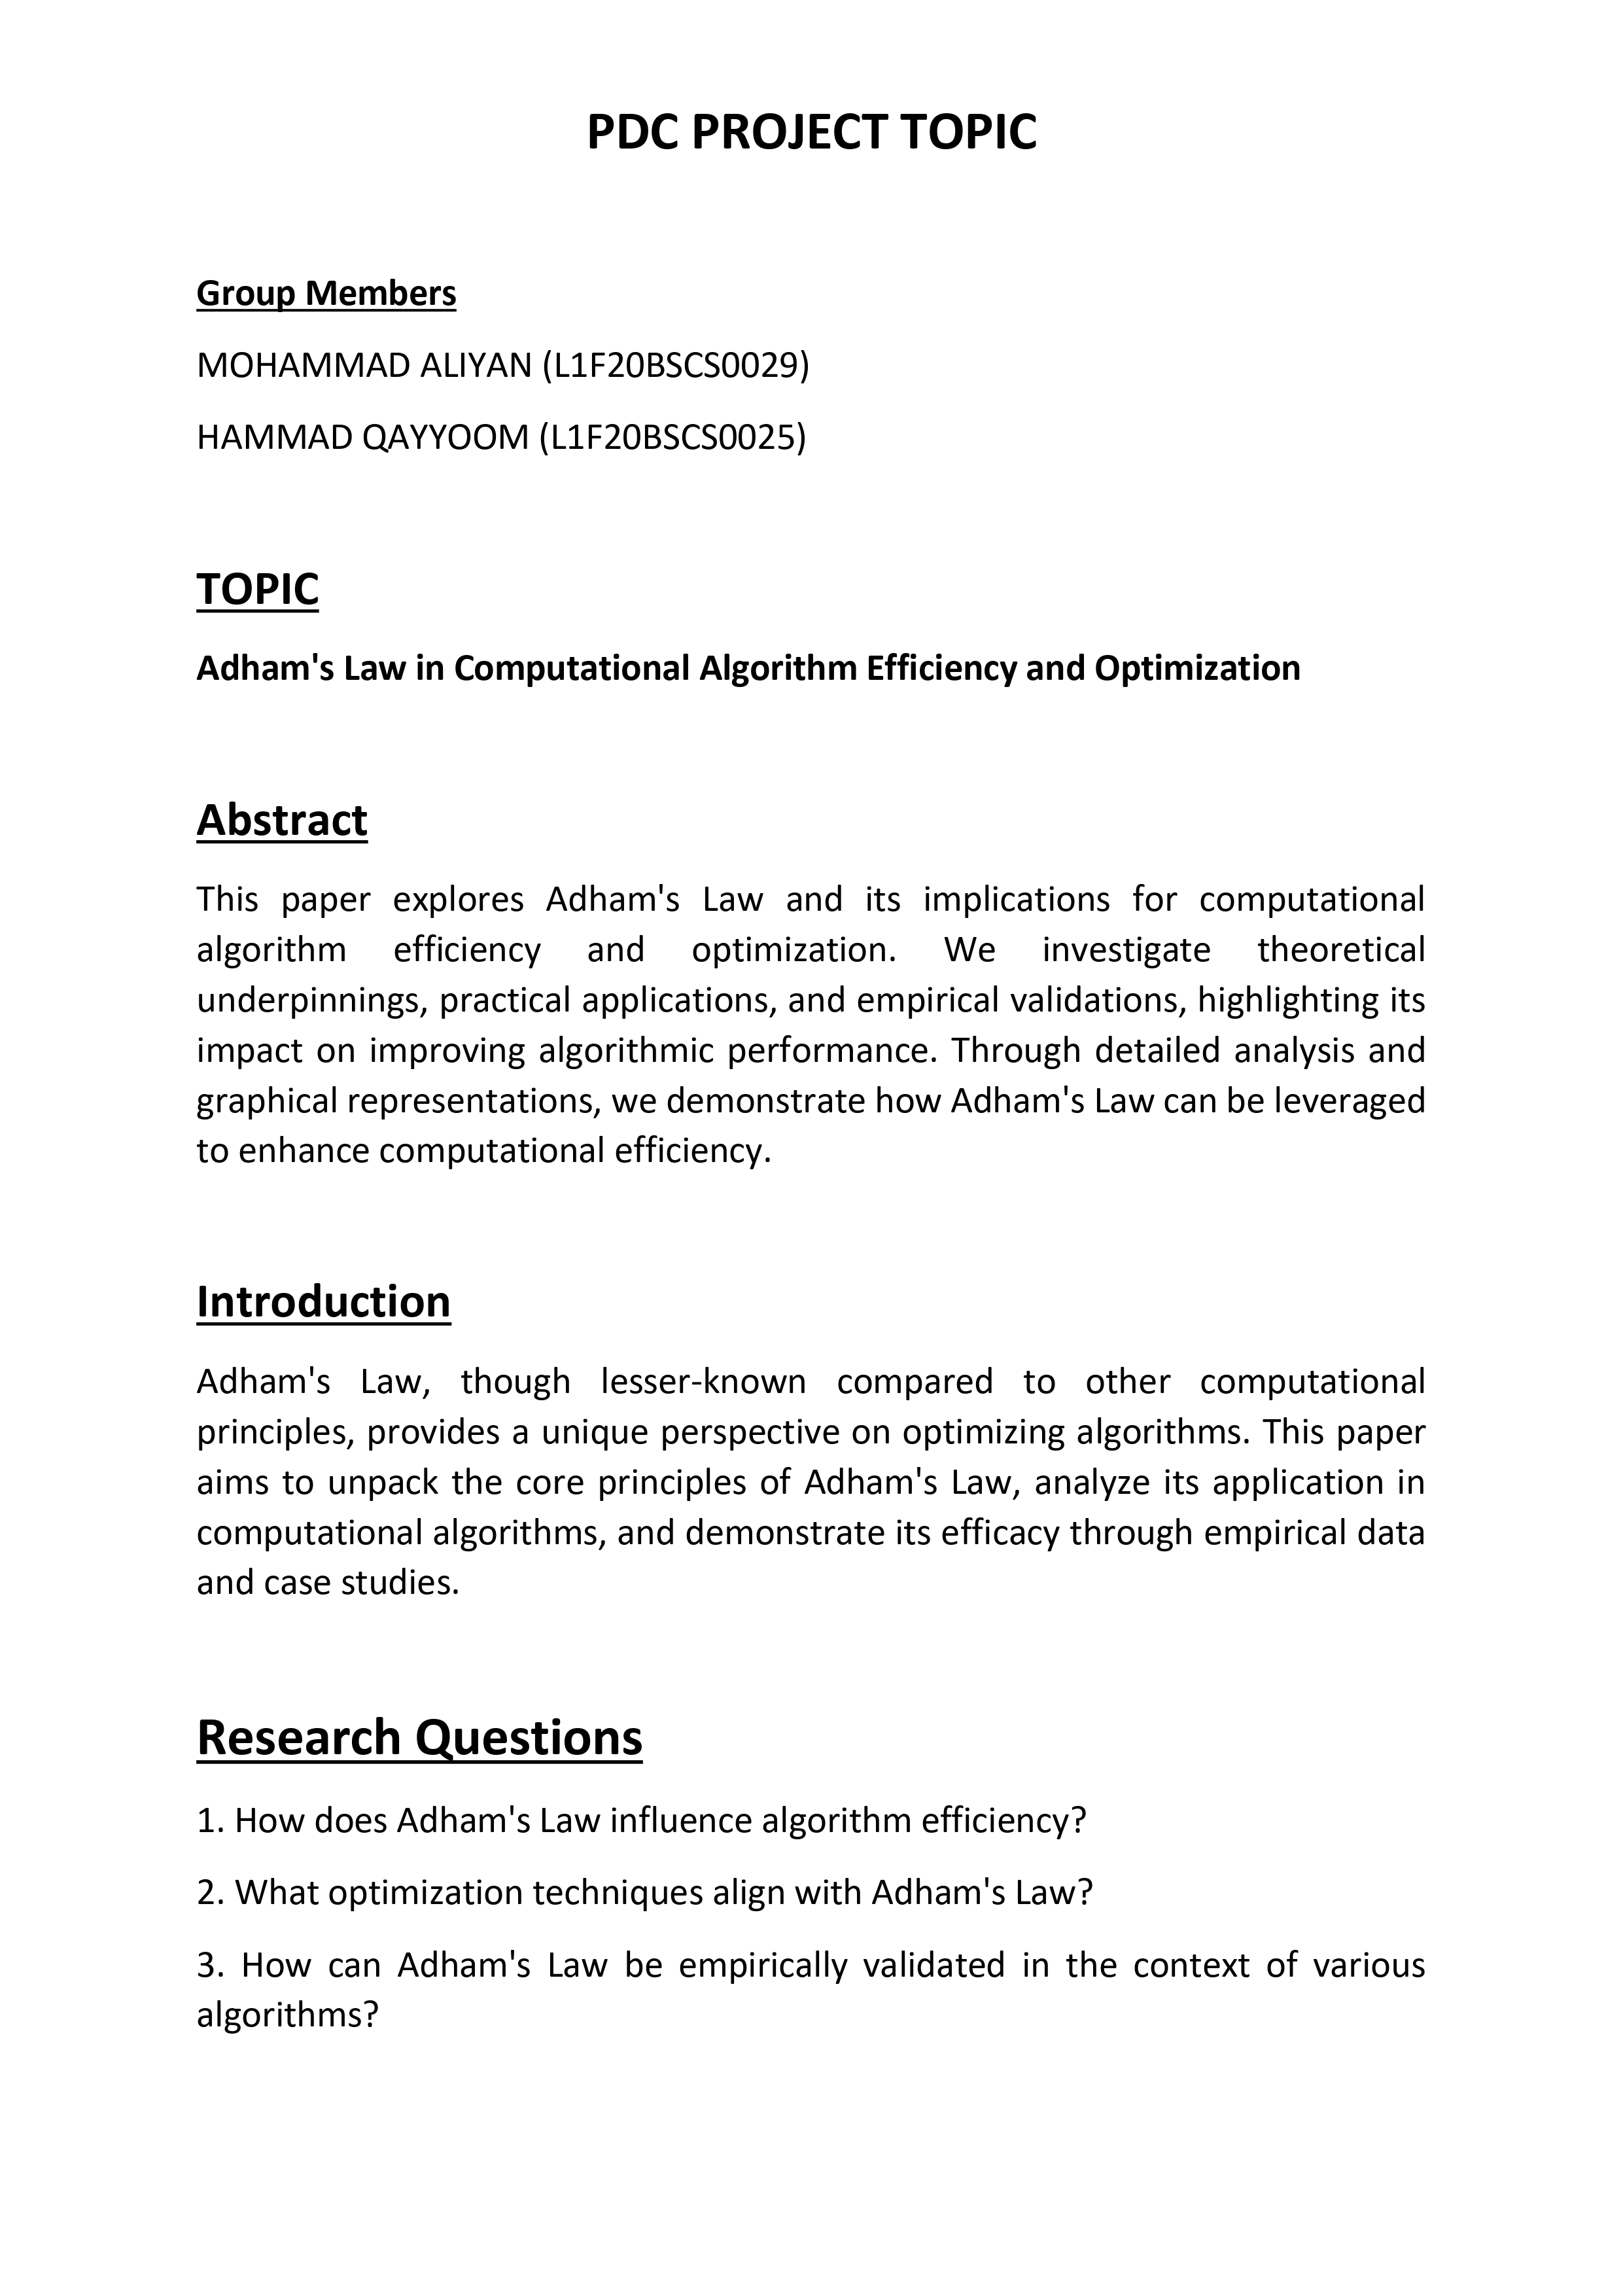 PDC PROJECT TOPIC
Group Members
MOHAMMAD ALIYAN (L1F20BSCS0029)
HAMMAD QAYYOOM (L1F20BSCS0025)
TOPIC
Adham's Law in Computational Algorithm Efficiency and Optimization
Abstract
This paper explores Adham's Law and its implications for computational
algorithm efficiency and optimization. We investigate theoretical
underpinnings, practical applications, and empirical validations, highlighting its
impact on improving algorithmic performance. Through detailed analysis and
graphical representations, we demonstrate how Adham's Law can be leveraged
to enhance computational efficiency.
Introduction
Adham's Law, though lesser-known compared to other computational
principles, provides a unique perspective on optimizing algorithms. This paper
aims to unpack the core principles of Adham's Law, analyze its application in
computational algorithms, and demonstrate its efficacy through empirical data
and case studies.
Research Questions
1. How does Adham's Law influence algorithm efficiency?
2. What optimization techniques align with Adham's Law?
3. How can Adham's Law be empirically validated in the context of various
algorithms?